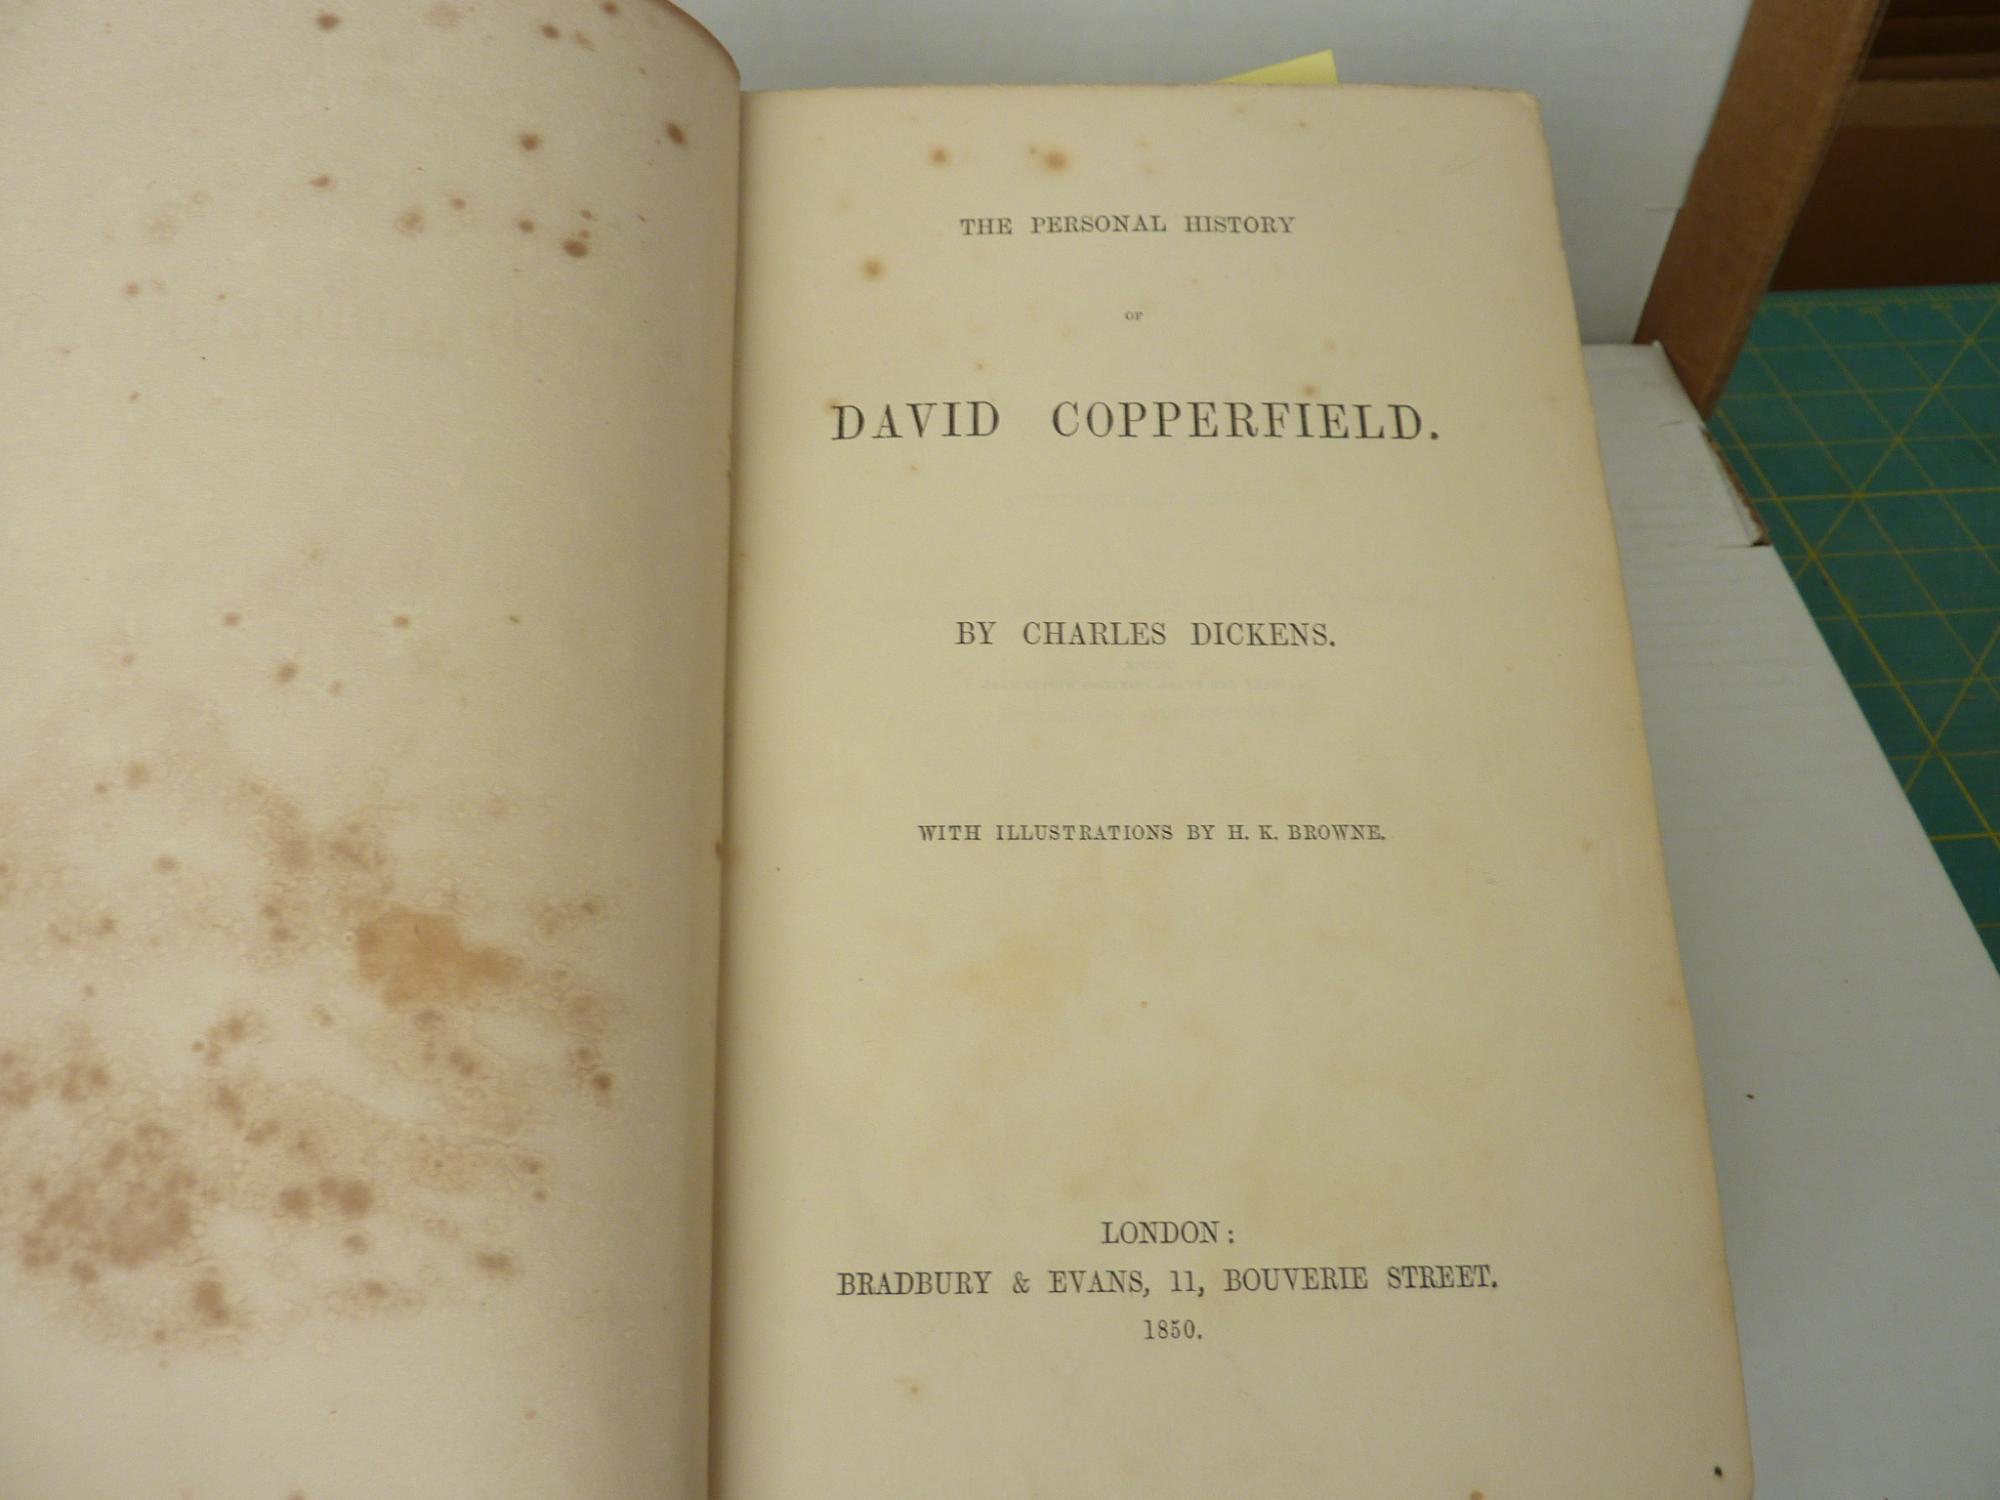 THE PERSONAL HISTORY
OF
DAVID COPPERFIELD.
BY CHARLES DICKENS.
WITH ILLUSTRATIONS BY H. K. BROWNE.
LONDON:
BRADBURY & EVANS, 11, BOUVERIE STREET.
1850.